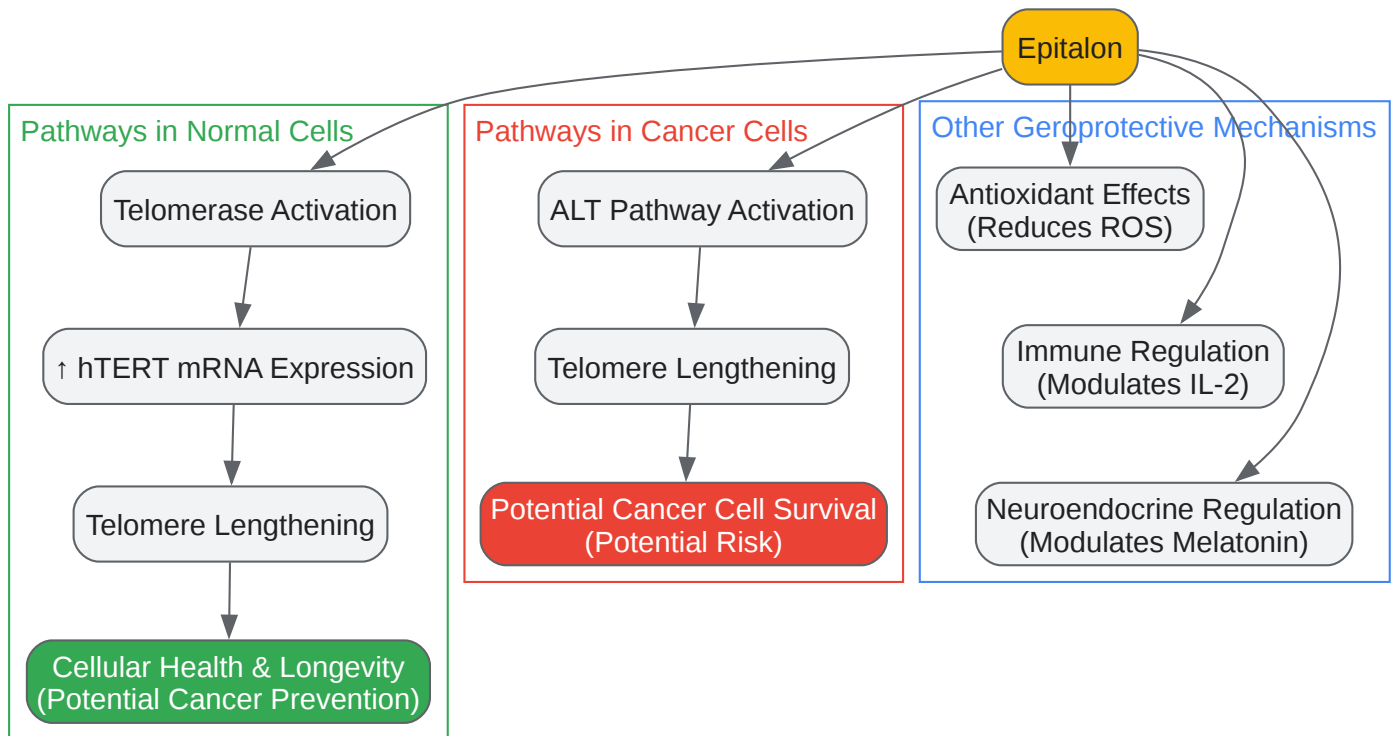 Epitalon
Pathways in Normal Cells
Telomerase Activation
↑ hTERT mRNA Expression
Telomere Lengthening
Cellular Health & Longevity
(Potential Cancer Prevention)
Pathways in Cancer Cells
ALT Pathway Activation
Telomere Lengthening
Potential Cancer Cell Survival
(Potential Risk)
Other Geroprotective Mechanisms
Antioxidant Effects
(Reduces ROS)
Immune Regulation
(Modulates IL-2)
Neuroendocrine Regulation
(Modulates Melatonin)